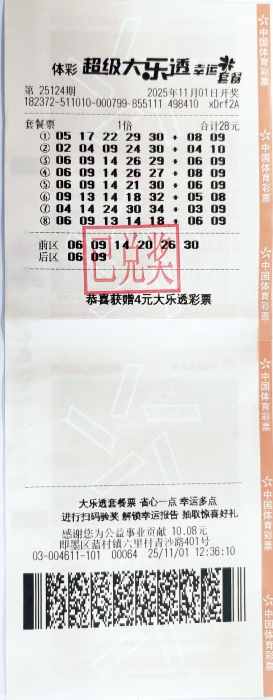 体彩 超级大乐透 幸运 套餐
第 25124期 2025年11月01日开奖
182372-511010-000799-855111 498410 xDrf2A
套餐票 1倍 合计28元
① 05 17 22 29 30 + 08 09
② 02 04 09 24 30 + 04 10
③ 06 09 14 26 29 + 06 09
④ 06 09 14 26 27 + 08 09
⑤ 06 09 14 21 30 + 06 09
⑥ 09 13 14 18 32 + 05 08
⑦ 04 14 24 30 34 + 03 09
⑧ 06 09 13 14 18 + 06 09
前区 06 09 14 20 26 30
后区 06 09
已兑奖
恭喜获赠4元大乐透彩票
大乐透套餐票 省心一点 幸运多点
进行扫码验奖 解锁幸运报告 抽取惊喜好礼
感谢您为公益事业贡献 10.08元
即墨区蓝村镇六里村青沙路401号
03-004611-101 00064 25/11/01 12:36:10
中国体育彩票
中国体育彩票
中国体育彩票
中国体育彩票
中国体育彩票
中国体育彩票